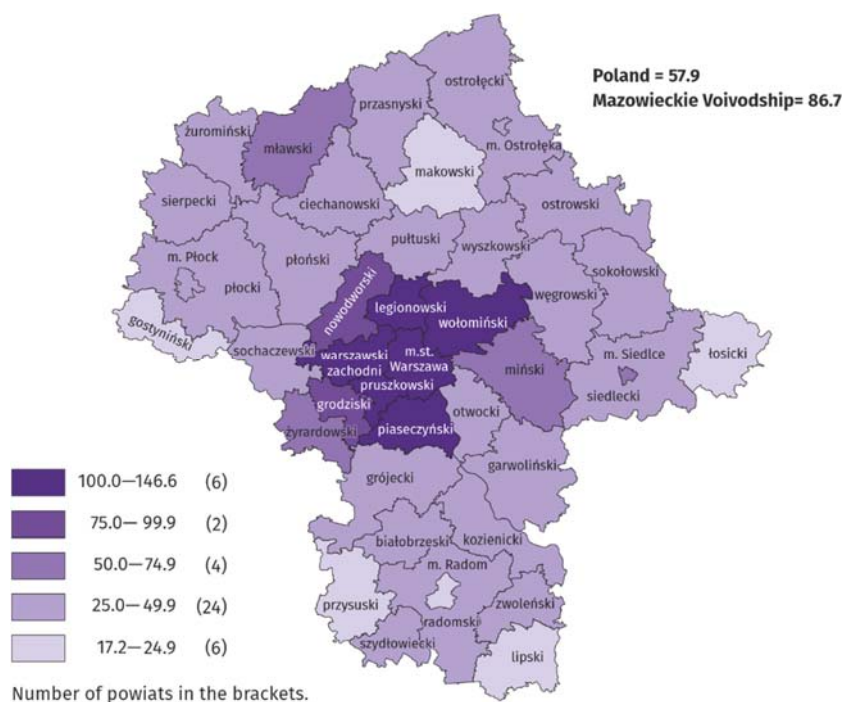 ostrołęcki
Poland = 57.9
Mazowieckie Voivodship= 86.7
przasnyski
żuromiński
mławski
m. Ostrołęka
makowski
sierpecki
ciechanowski
ostrowski
pułtuski
wyszkowski
m. Płock
płoński
sokołowski
płocki
nowodworski
węgrowski
legionowski
wołomiński
gostyniński
sochaczewski
warszawski
zachodni
m.st.
Warszawa
m. Siedlce
łosicki
miński
pruszkowski
siedlecki
grodziski
otwocki
żyrardowski
piaseczyński
garwoliński
grójecki
100.0—146.6 (6)
75.0— 99.9 (2)
50.0—74.9 (4)
25.0—49.9 (24)
17.2—24.9 (6)
białobrzeski
kozienicki
m. Radom
przysuski
zwoleński
radomski
szydłowiecki
lipski
Number of powiats in the brackets.